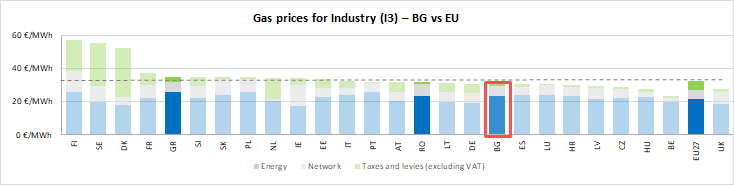 Gas prices for Industry (I3) – BG vs EU
60 €/MWh
40 €/MWh
20 €/MWh
0 €/MWh
FI SE DK FR GR SI SK PL NL IE EE IT PT AT RO LT DE BG ES LU HR LV CZ HU BE EU27 UK
Energy Network Taxes and levies (excluding VAT)